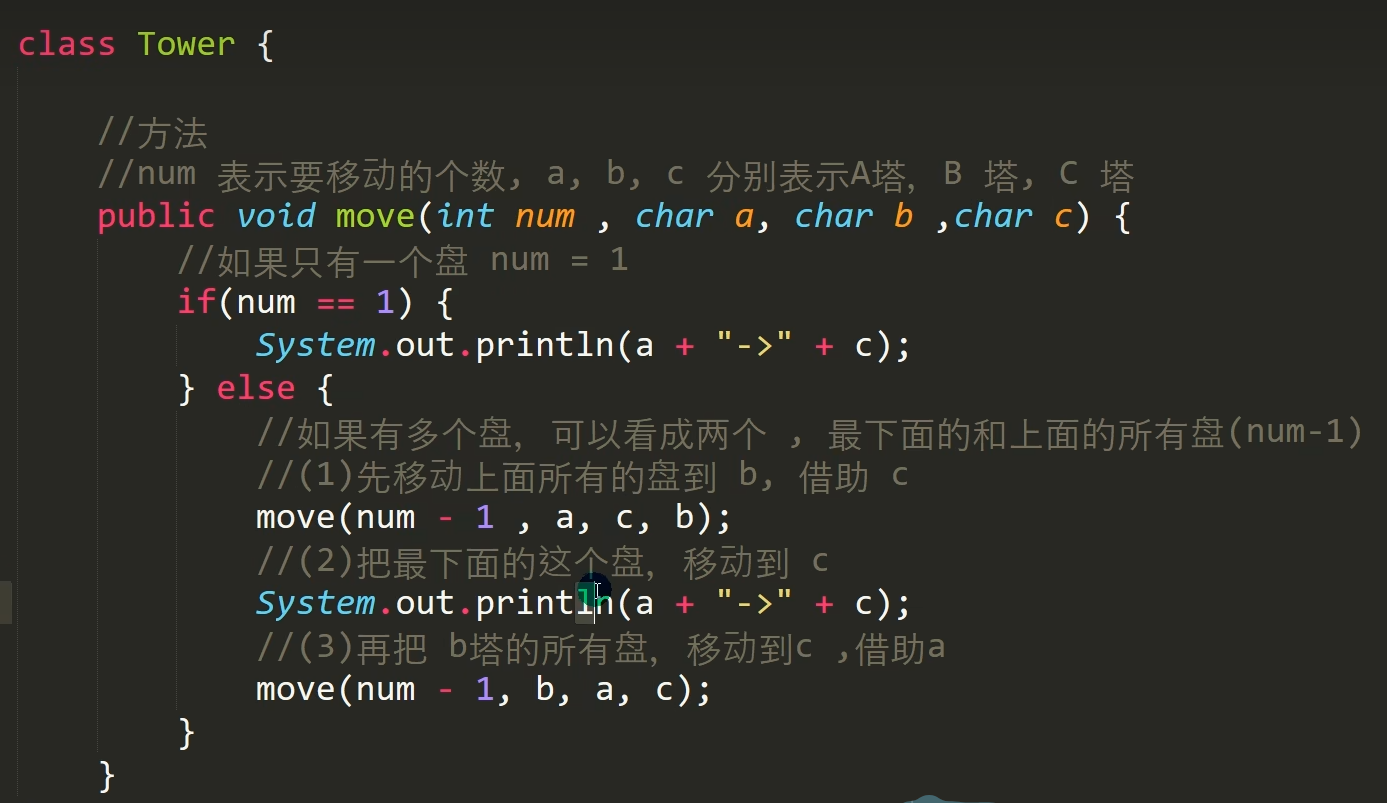 class Tower {
//方法
//num 表示要移动的个数, a, b, c 分别表示A塔, B 塔, C 塔
public void move(int num , char a, char b ,char c) {
//如果只有一个盘 num = 1
if(num == 1) {
System.out.println(a + "->" + c);
} else {
//如果有多个盘, 可以看成两个 , 最下面的和上面的所有盘(num-1)
//(1)先移动上面所有的盘到 b, 借助 c
move(num - 1 , a, c, b);
//(2)把最下面的这个盘, 移动到 c
System.out.println(a + "->" + c);
//(3)再把 b塔的所有盘, 移动到c ,借助a
move(num - 1, b, a, c);
}
}